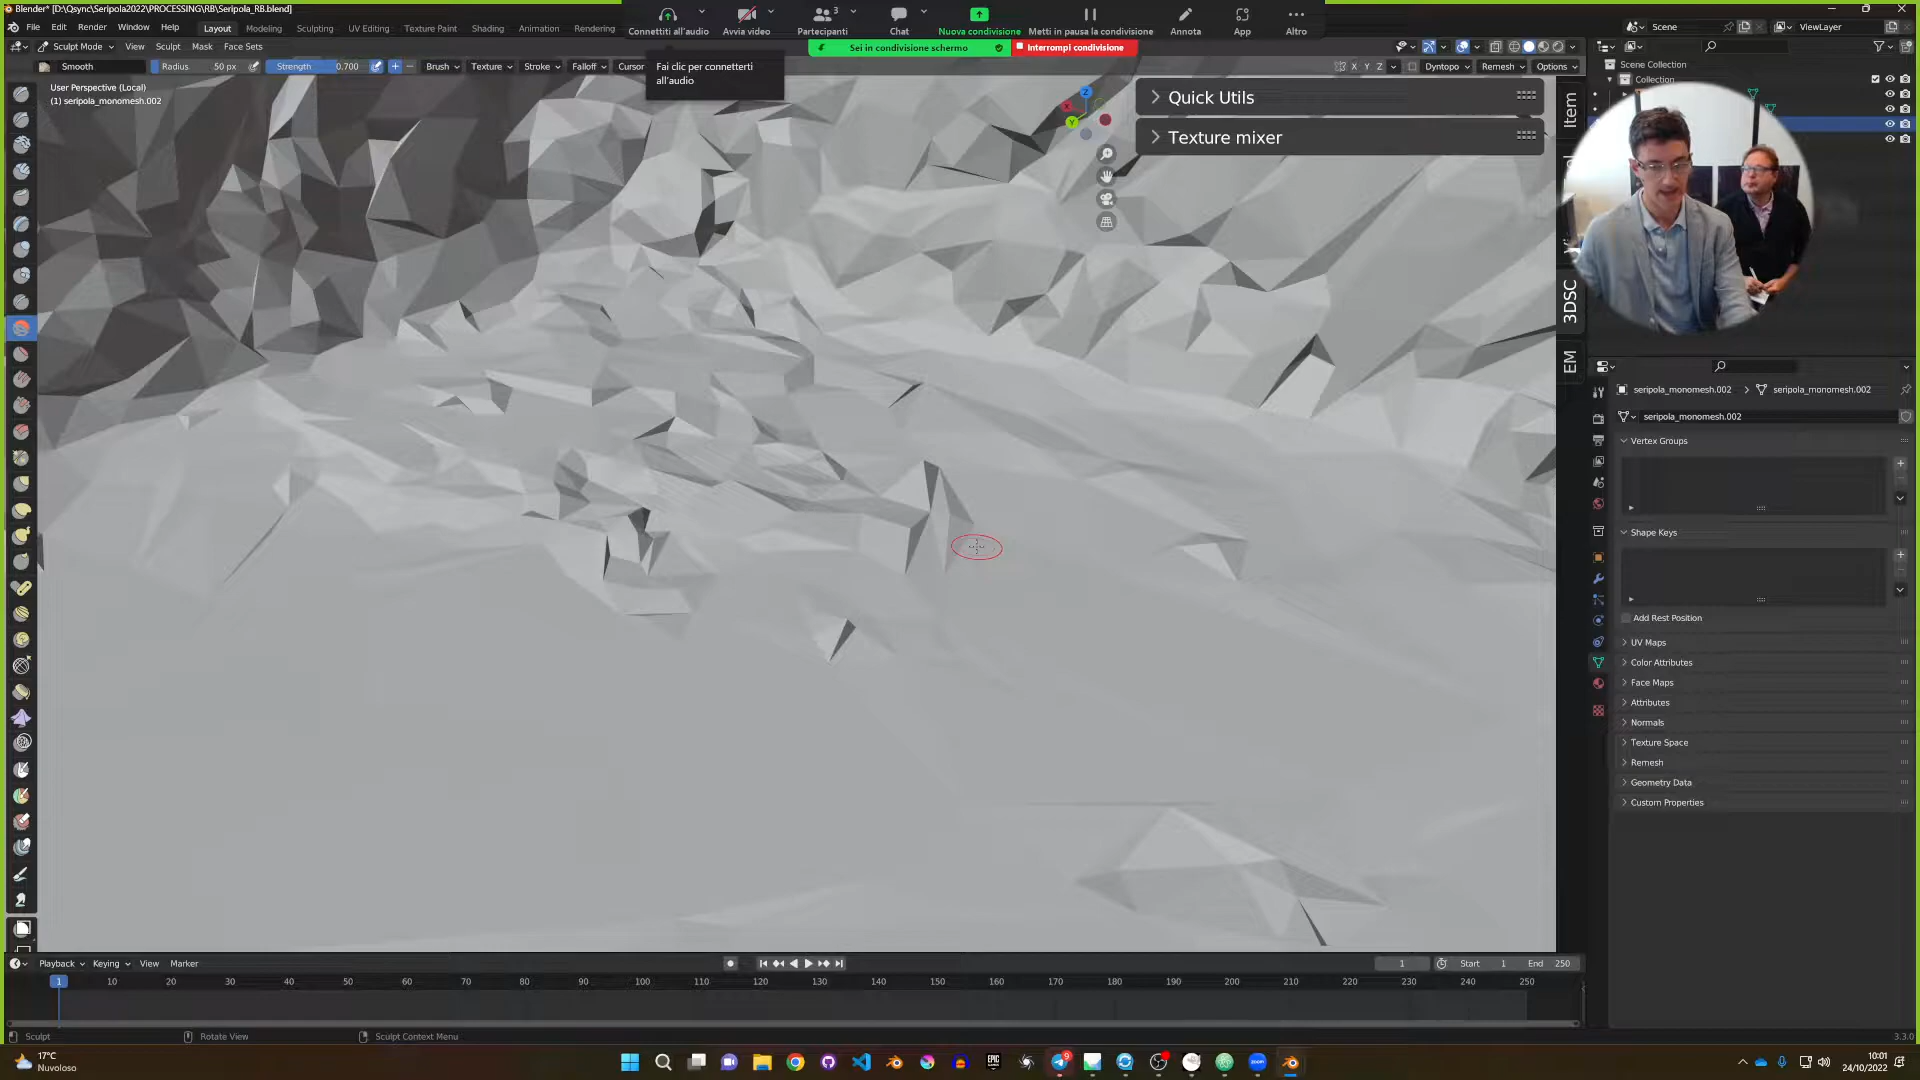 Blender* [D:\Qsync\Seripola2022\PROCESSING\RB\Seripola_RB.blend]
File Edit Render Window Help Layout Modeling Sculpting UV Editing Texture Paint Shading Animation Rendering
Connettiti all'audio Avvia video Partecipanti 3 Chat Nuova condivisione Metti in pausa la condivisione Annota App Altro
Scene ViewLayer
Sculpt Mode View Sculpt Mask Face Sets
Sei in condivisione schermo Interrompi condivisione
Smooth Radius 50 px Strength 0.700 Brush Texture Stroke Falloff Cursor
Fai clic per connetterti
all'audio
X Y Z Dyntopo Remesh Options
Scene Collection
Collection
User Perspective (Local)
(1) seripola_monomesh.002
Quick Utils
Texture mixer
Item
3DSC
EM
Z
X
Y
seripola_monomesh.002 > seripola_monomesh.002
seripola_monomesh.002
Vertex Groups
Shape Keys
Add Rest Position
UV Maps
Color Attributes
Face Maps
Attributes
Normals
Texture Space
Remesh
Geometry Data
Custom Properties
Playback Keying View Marker 1 Start 1 End 250
1 10 20 30 40 50 60 70 80 90 100 110 120 130 140 150 160 170 180 190 200 210 220 230 240 250
Sculpt Rotate View Sculpt Context Menu 3.3.0
17°C
Nuvoloso
EPIC
9
zoom
10:01
24/10/2022